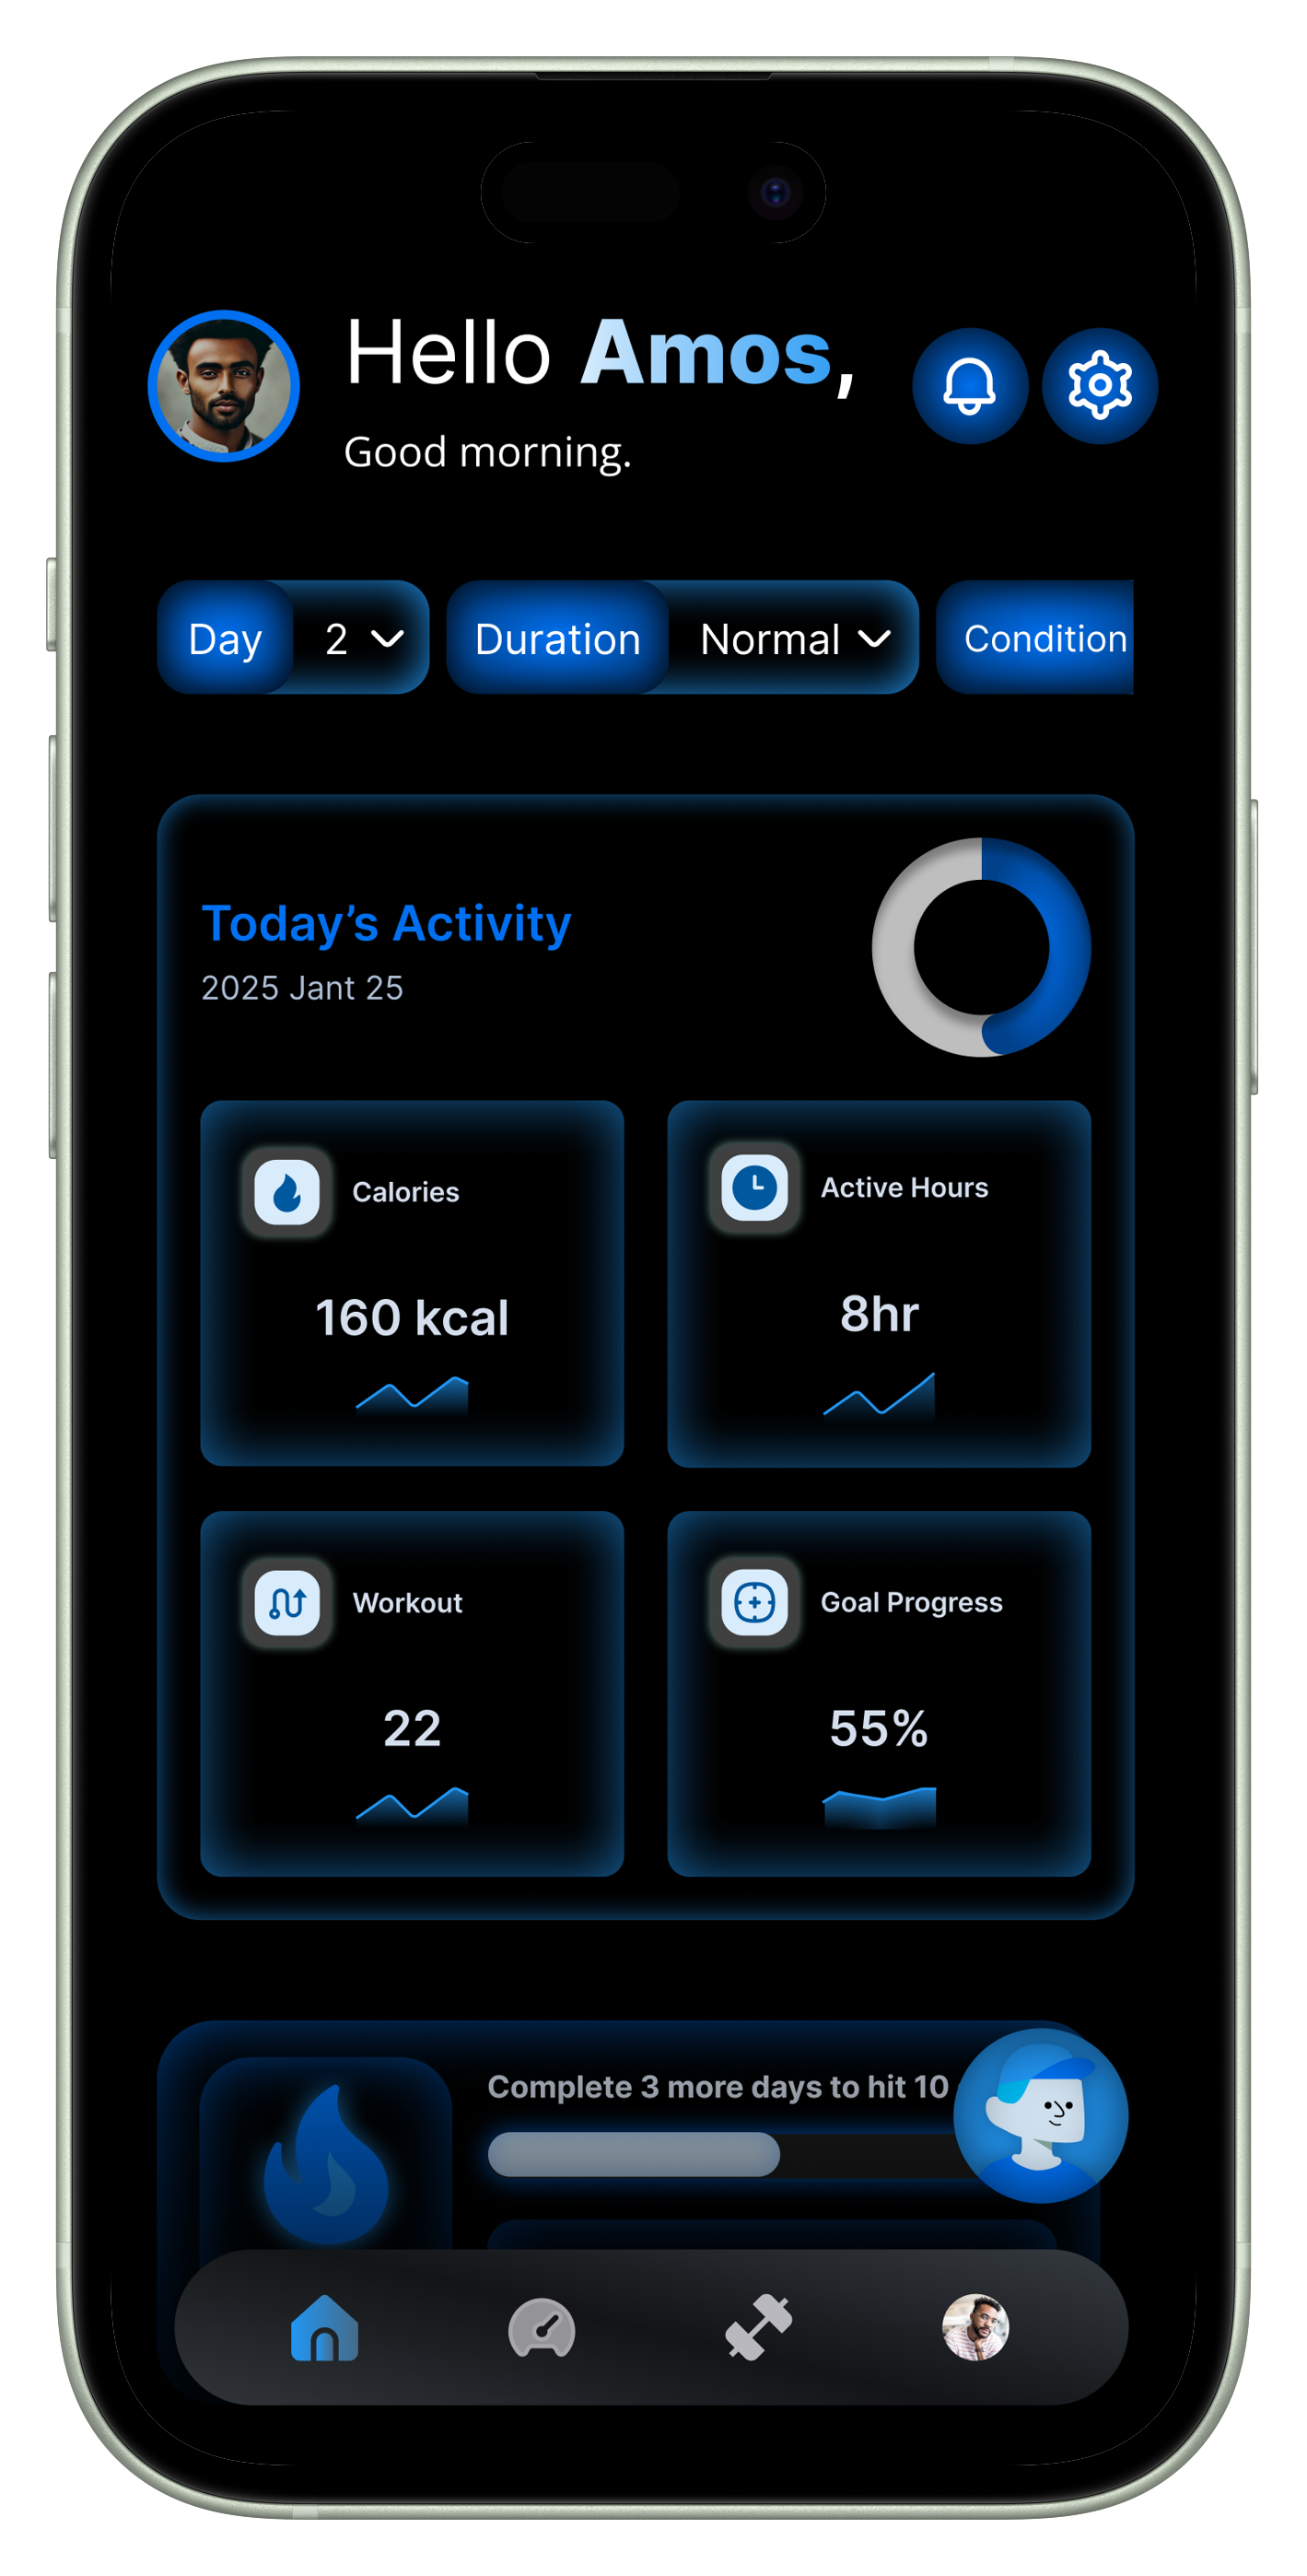 Hello Amos,
Good morning.
Day 2
Duration Normal
Condition
Today’s Activity
2025 Jant 25
Calories
160 kcal
Active Hours
8hr
Workout
22
Goal Progress
55%
Complete 3 more days to hit 10